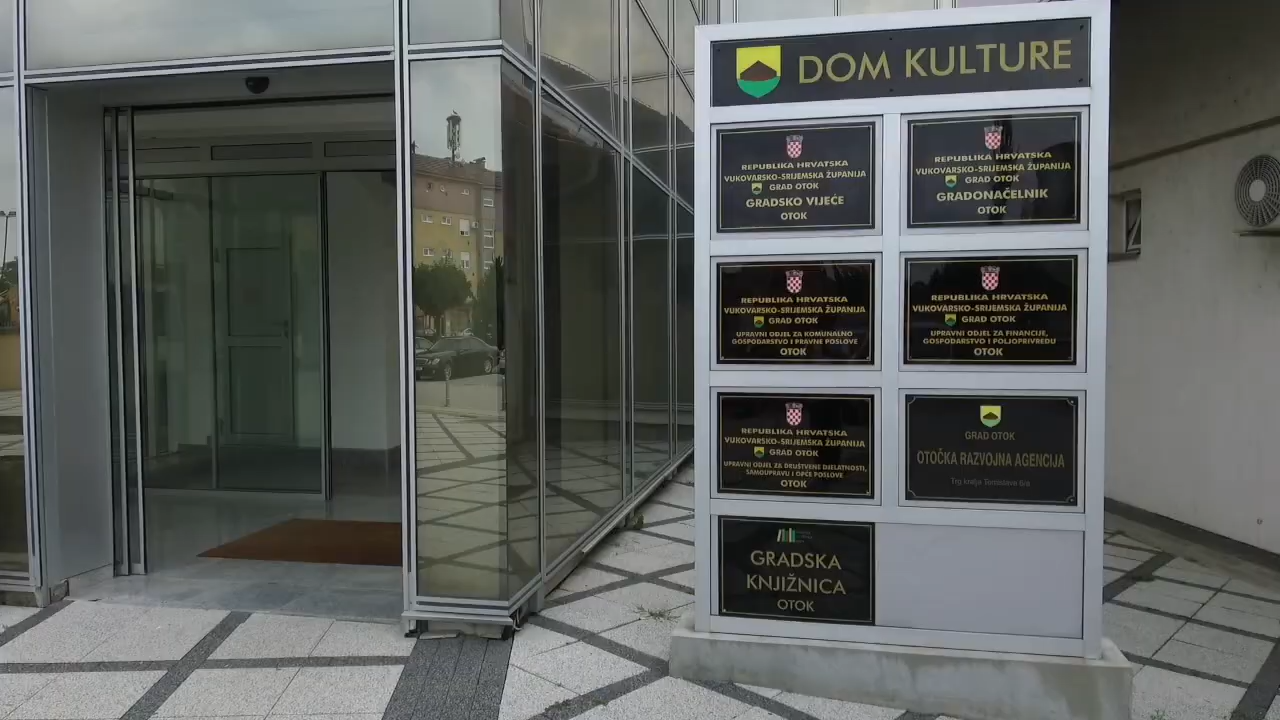 DOM KULTURE
REPUBLIKA HRVATSKA
VUKOVARSKO-SRIJEMSKA ŽUPANIJA
GRAD OTOK
GRADSKO VIJEĆE
OTOK
REPUBLIKA HRVATSKA
VUKOVARSKO-SRIJEMSKA ŽUPANIJA
GRAD OTOK
GRADONAČELNIK
OTOK
REPUBLIKA HRVATSKA
VUKOVARSKO-SRIJEMSKA ŽUPANIJA
GRAD OTOK
UPRAVNI ODJEL ZA KOMUNALNO
GOSPODARSTVO I PRAVNE POSLOVE
OTOK
REPUBLIKA HRVATSKA
VUKOVARSKO-SRIJEMSKA ŽUPANIJA
GRAD OTOK
UPRAVNI ODJEL ZA FINANCIJE,
GOSPODARSTVO I POLJOPRIVREDU
OTOK
REPUBLIKA HRVATSKA
VUKOVARSKO-SRIJEMSKA ŽUPANIJA
GRAD OTOK
UPRAVNI ODJEL ZA DRUŠTVENE DJELATNOSTI,
SAMOUPRAVU I OPĆE POSLOVE
OTOK
GRAD OTOK
OTOČKA RAZVOJNA AGENCIJA
Trg kralja Tomislava
GRADSKA
KNJIŽNICA
OTOK